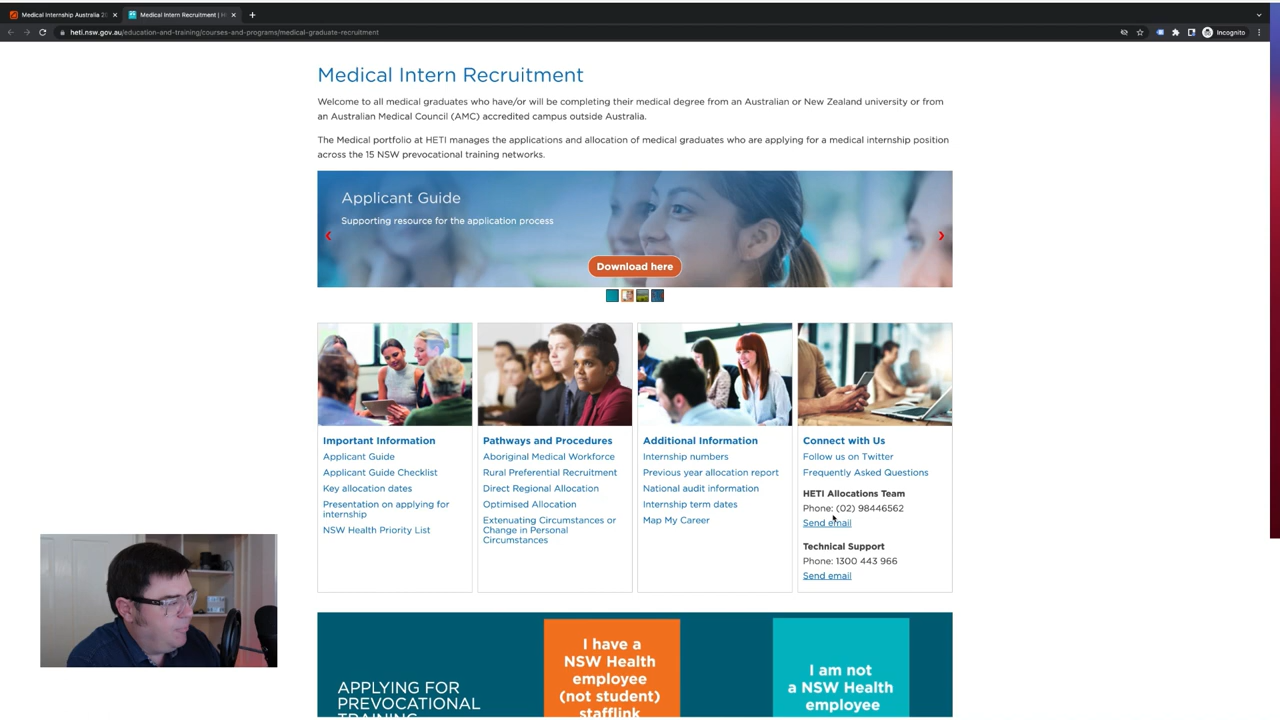 Medical Internship Australia 20
Medical Intern Recruitment | H
heti.nsw.gov.au/education-and-training/courses-and-programs/medical-graduate-recruitment
Incognito
Medical Intern Recruitment
Welcome to all medical graduates who have/or will be completing their medical degree from an Australian or New Zealand university or from
an Australian Medical Council (AMC) accredited campus outside Australia.
The Medical portfolio at HETI manages the applications and allocation of medical graduates who are applying for a medical internship position
across the 15 NSW prevocational training networks.
Applicant Guide
Supporting resource for the application process
Download here
Important Information
Applicant Guide
Applicant Guide Checklist
Key allocation dates
Presentation on applying for
internship
NSW Health Priority List
Pathways and Procedures
Aboriginal Medical Workforce
Rural Preferential Recruitment
Direct Regional Allocation
Optimised Allocation
Extenuating Circumstances or
Change in Personal
Circumstances
Additional Information
Internship numbers
Previous year allocation report
National audit information
Internship term dates
Map My Career
Connect with Us
Follow us on Twitter
Frequently Asked Questions
HETI Allocations Team
Phone: (02) 98446562
Send email
Technical Support
Phone: 1300 443 966
Send email
APPLYING FOR
PREVOCATIONAL
TRAINING
I have a
NSW Health
employee
(not student)
stafflink
I am not
a NSW Health
employee